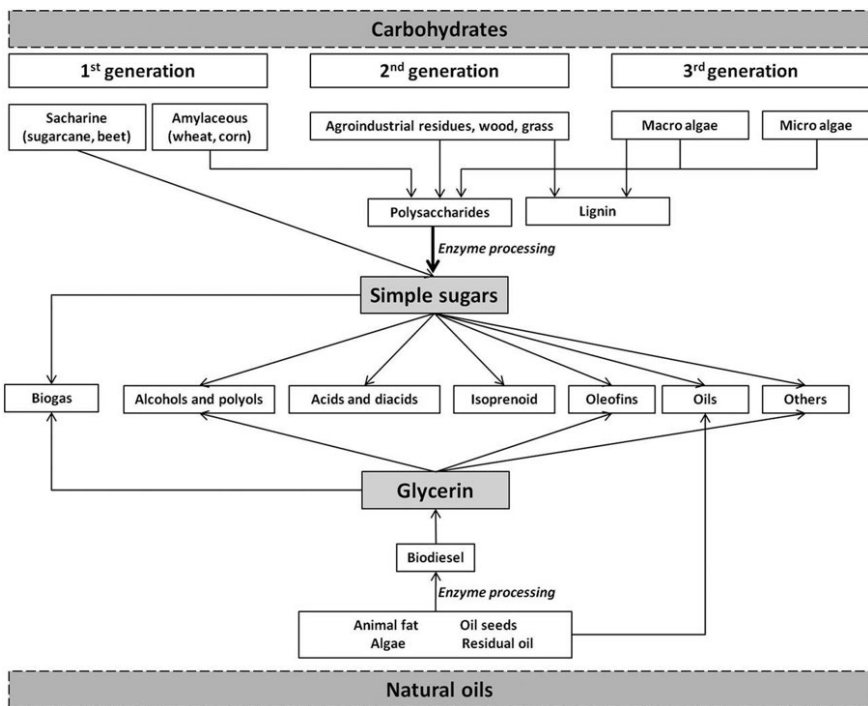 Carbohydrates
1st generation
2nd generation
3rd generation
Sacharine
(sugarcane, beet)
Amylaceous
(wheat, corn)
Agroindustrial residues, wood, grass
Macro algae
Micro algae
Polysaccharides
Lignin
Enzyme processing
Simple sugars
Biogas
Alcohols and polyols
Acids and diacids
Isoprenoid
Oleofins
Oils
Others
Glycerin
Biodiesel
Enzyme processing
Animal fat Oil seeds
Algae Residual oil
Natural oils